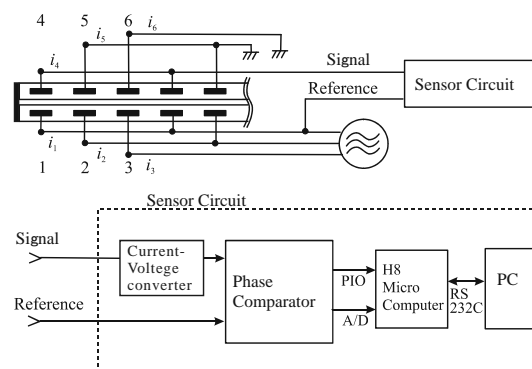 4 5 6 i6
i5
i4
Signal
Reference
Sensor Circuit
i1
i2
i3
1 2 3
Sensor Circuit
Signal
Current-
Voltege
converter
Phase
Comparator
PIO
A/D
H8
Micro
Computer
RS
232C
PC
Reference